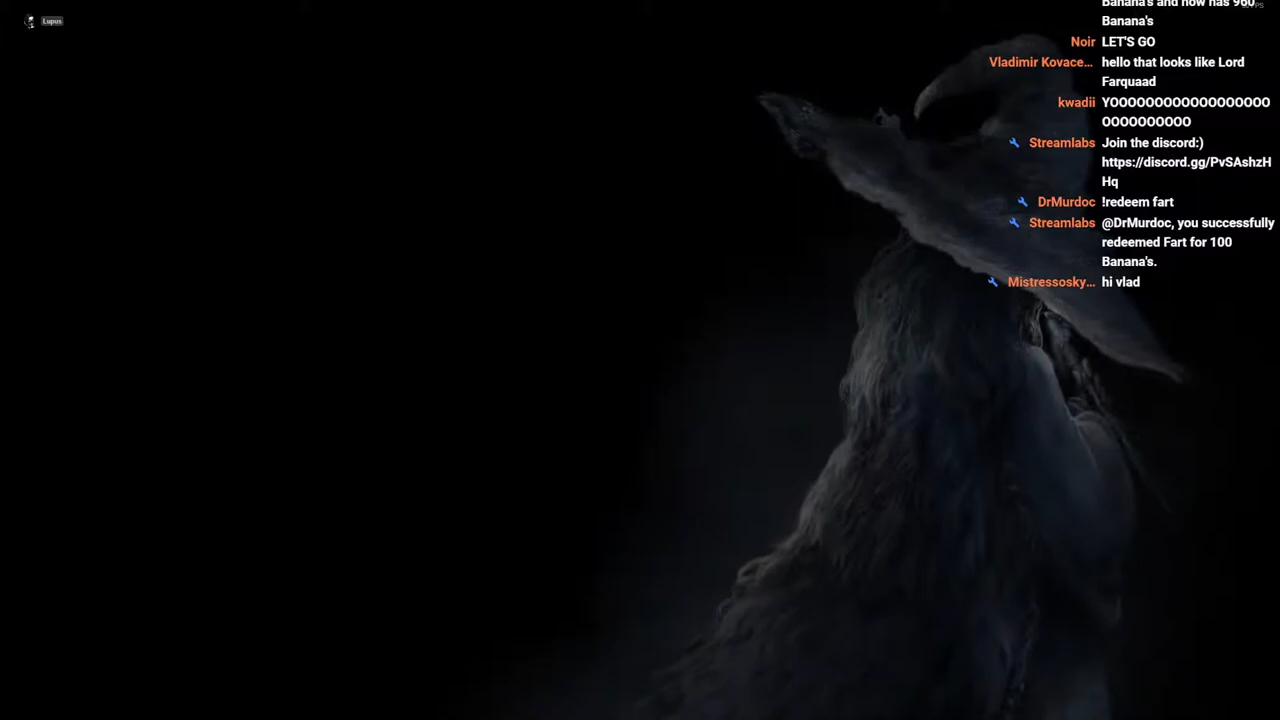 Lupus
Banana's and now has 960
Banana's
Noir LET'S GO
Vladimir Kovace... hello that looks like Lord
Farquaad
kwadii YOOOOOOOOOOOOOOOOOO
OOOOOOOOOO
Streamlabs Join the discord:)
https://discord.gg/PvSAshzH
Hq
DrMurdoc !redeem fart
Streamlabs @DrMurdoc, you successfully
redeemed Fart for 100
Banana's.
Mistressosky... hi vlad